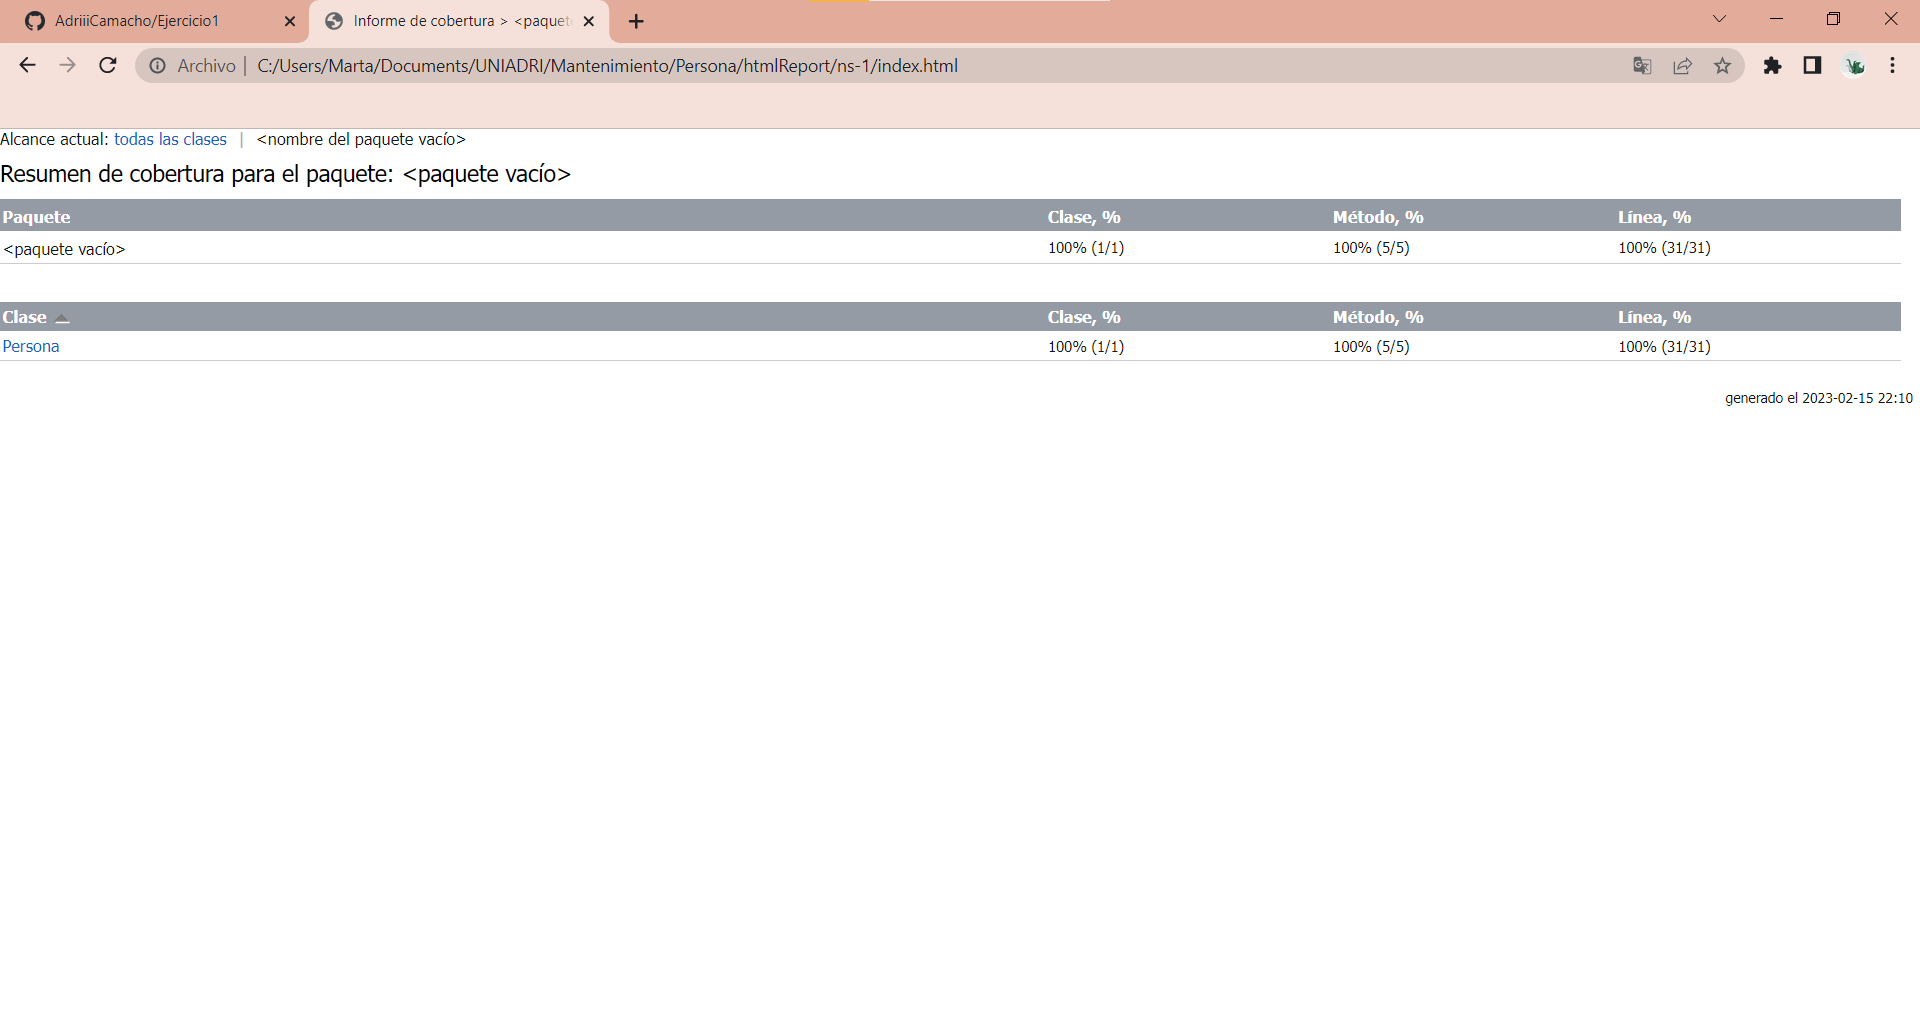 AdriiiCamacho/Ejercicio1
Informe de cobertura > <paquet
Archivo | C:/Users/Marta/Documents/UNIADRI/Mantenimiento/Persona/htmlReport/ns-1/index.html
Alcance actual: todas las clases | <nombre del paquete vacío>
Resumen de cobertura para el paquete: <paquete vacío>
Paquete Clase, % Método, % Línea, %
<paquete vacío> 100% (1/1) 100% (5/5) 100% (31/31)
Clase Clase, % Método, % Línea, %
Persona 100% (1/1) 100% (5/5) 100% (31/31)
generado el 2023-02-15 22:10